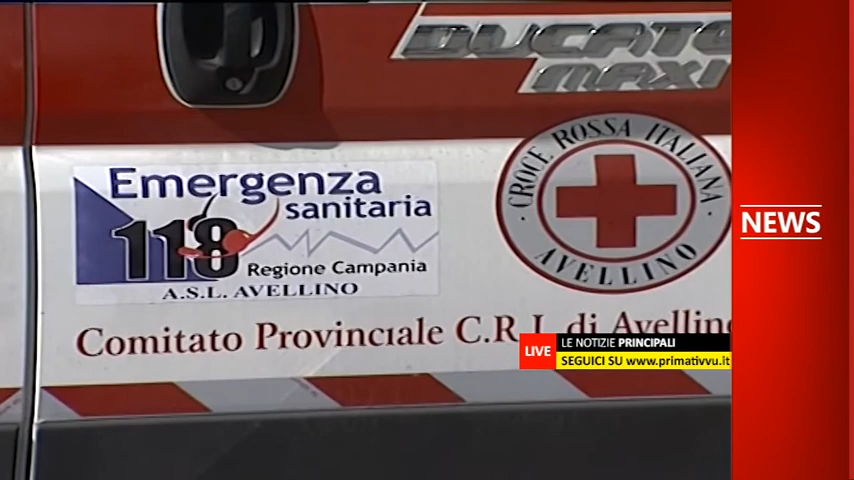 DUCATO
MAXI
Emergenza
sanitaria
118
Regione Campania
A.S.L. AVELLINO
CROCE ROSSA ITALIANA
AVELLINO
Comitato Provinciale C.R.I. di Avellino
NEWS
LIVE
LE NOTIZIE PRINCIPALI
SEGUICI SU www.primativvu.it